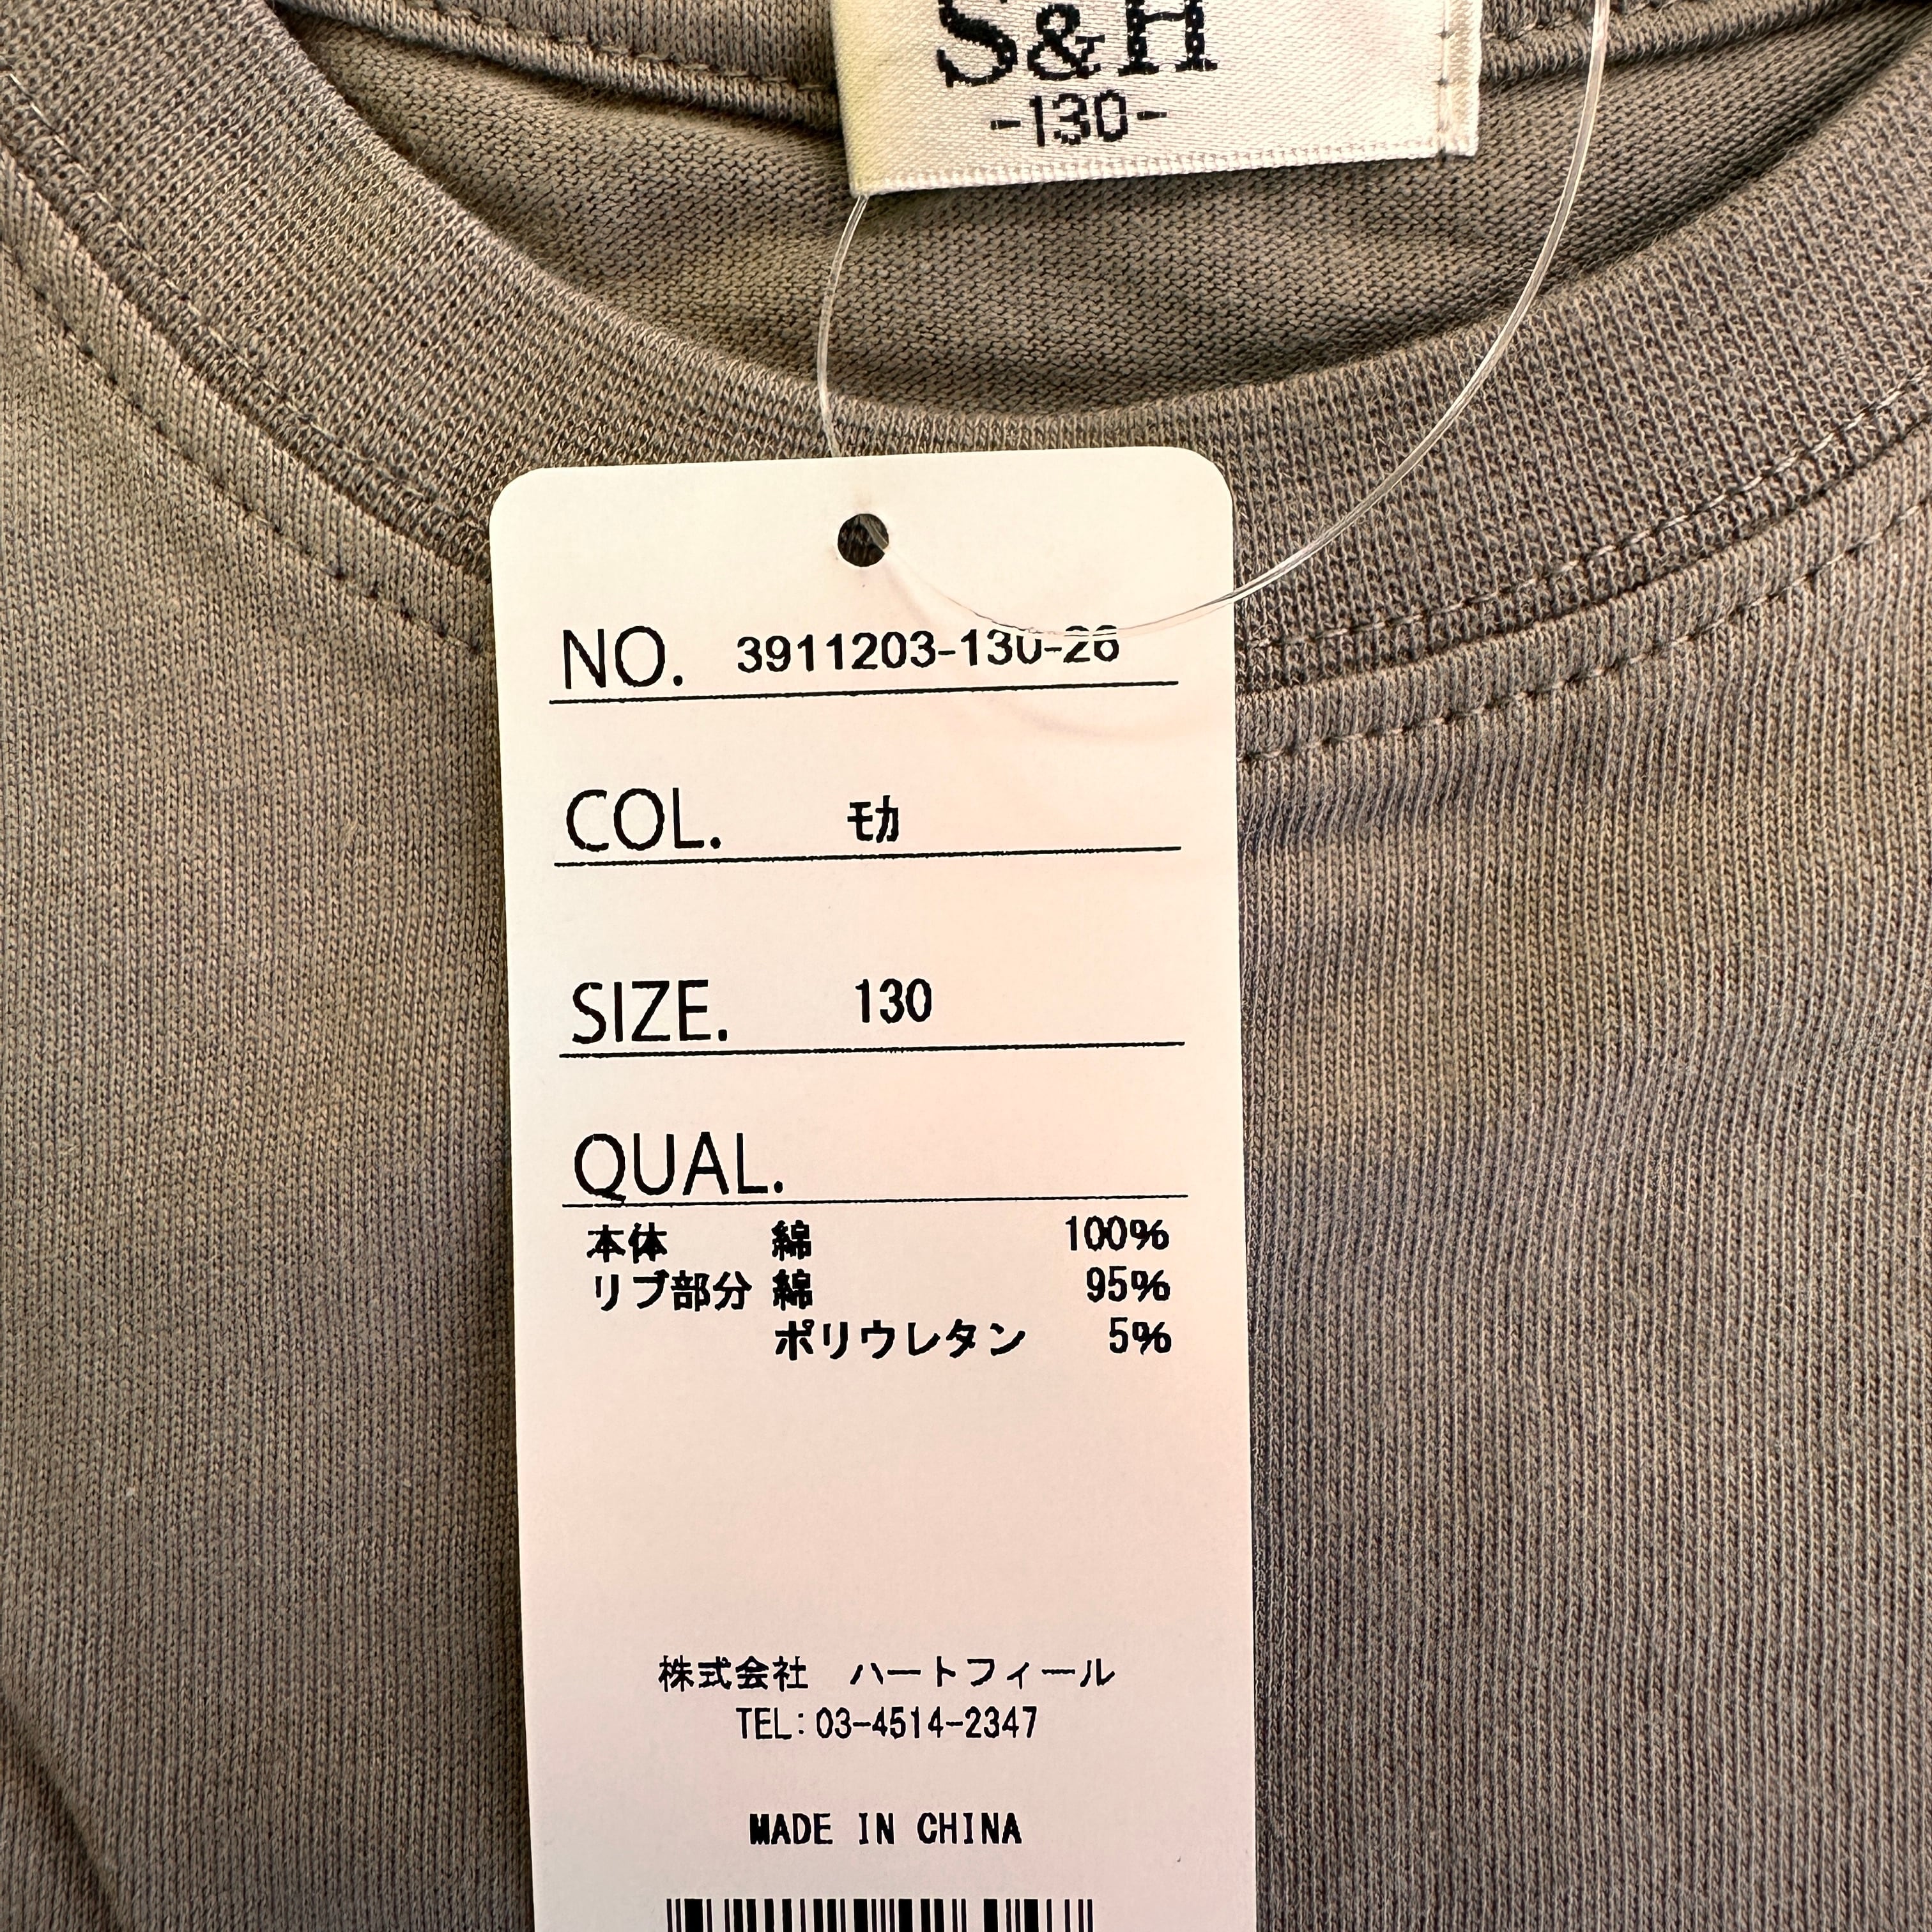 S&H
-130-
NO. 3911203-130-26
COL. ﾓｶ
SIZE. 130
QUAL.
本体 綿 100%
リブ部分 綿 95%
ポリウレタン 5%
株式会社 ハートフィール
TEL:03-4514-2347
MADE IN CHINA